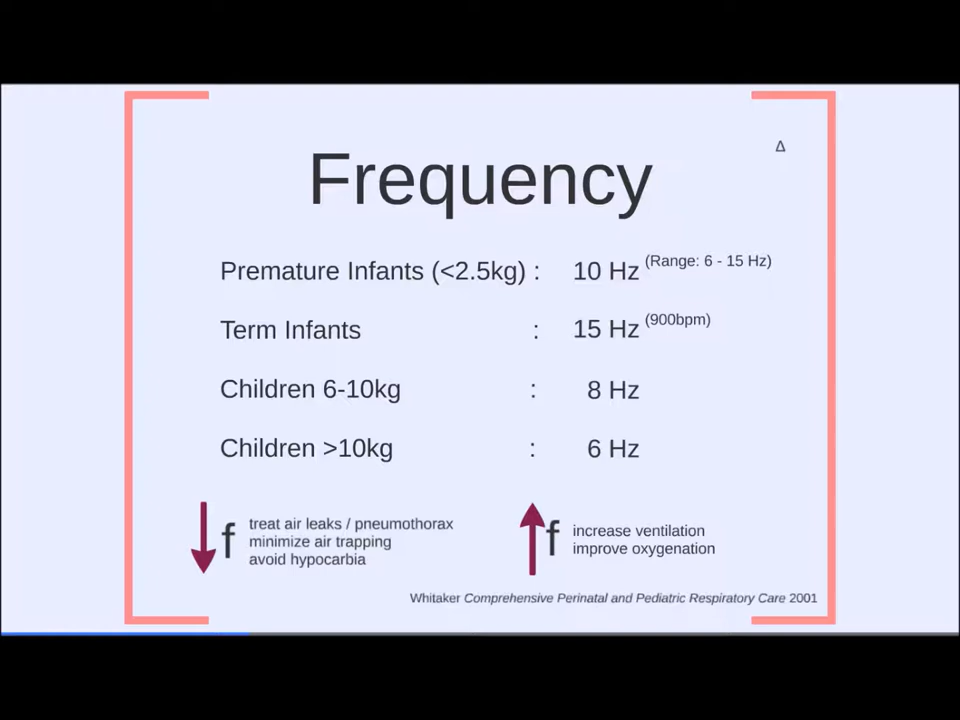 Δ
Frequency
Premature Infants (<2.5kg) : 10 Hz (Range: 6 - 15 Hz)
Term Infants : 15 Hz (900bpm)
Children 6-10kg : 8 Hz
Children >10kg : 6 Hz
f
treat air leaks / pneumothorax
minimize air trapping
avoid hypocarbia
f
increase ventilation
improve oxygenation
Whitaker Comprehensive Perinatal and Pediatric Respiratory Care 2001